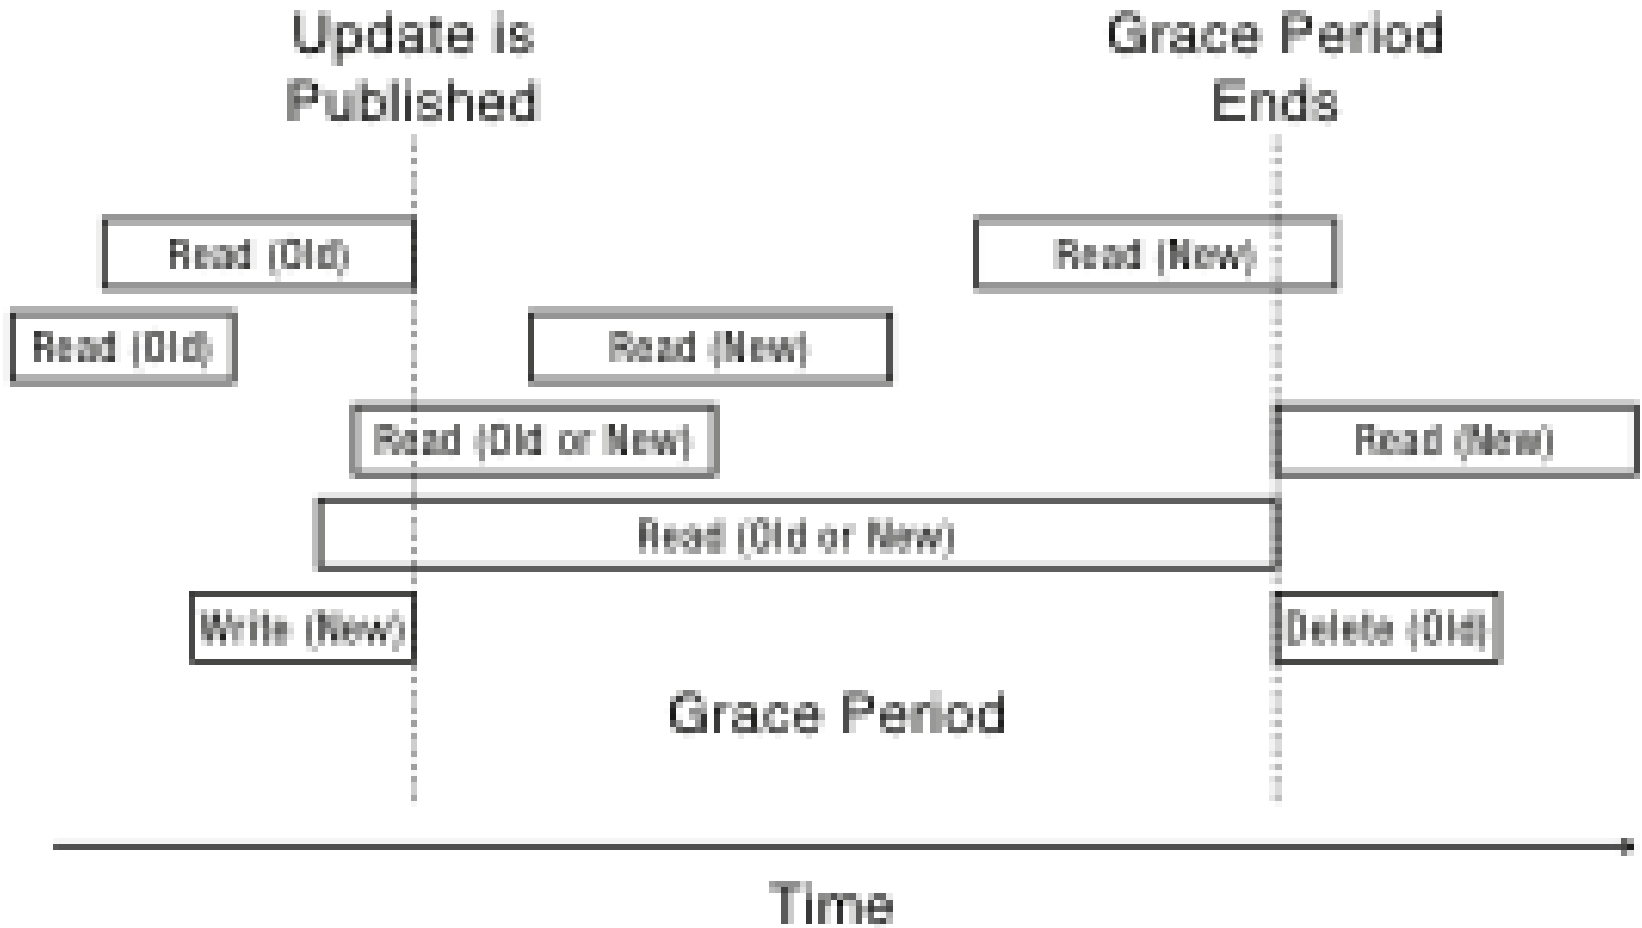 Update is
Published
Grace Period
Ends
Read (Old)
Read (New)
Read (Old)
Read (New)
Read (Old or New)
Read (New)
Read (Old or New)
Write (New)
Delete (Old)
Grace Period
Time